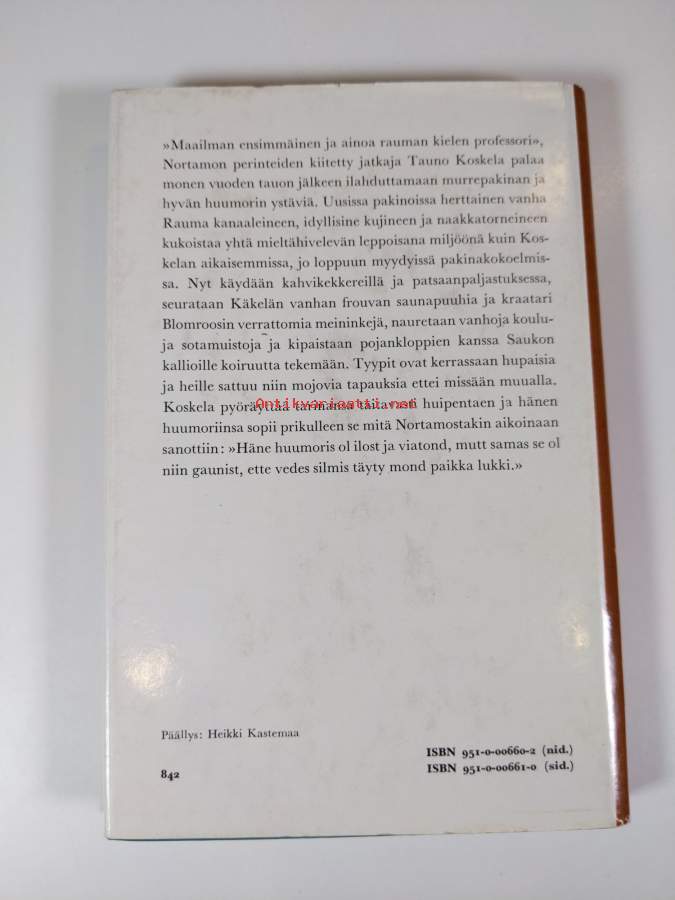 »Maailman ensimmäinen ja ainoa rauman kielen professori»,
Nortamon perinteiden kiitetty jatkaja Tauno Koskela palaa
monen vuoden tauon jälkeen ilahduttamaan murrepakinan ja
hyvän huumorin ystäviä. Uusissa pakinoissa herttainen vanha
Rauma kanaaleineen, idyllisine kujineen ja naakkatorneineen
kukoistaa yhtä mieltähivelevän leppoisana miljöönä kuin Kos-
kelan aikaisemmissa, jo loppuun myydyissä pakinakokoelmis-
sa. Nyt käydään kahvikekkereillä ja patsaanpaljastuksessa,
seurataan Käkelän vanhan frouvan saunapuuhia ja kraatari
Blomroosin verrattomia meininkejä, nauretaan vanhoja koulu-
ja sotamuistoja ja kipaistaan pojankloppien kanssa Saukon
kallioille koiruutta tekemään. Tyypit ovat kerrassaan hupaisia
ja heille sattuu niin mojovia tapauksia ettei missään muualla.
Antikvariaatti.net
Koskela pyöräyttää tarinansa taitavasti huipentaen ja hänen
huumoriinsa sopii prikulleen se mitä Nortamostakin aikoinaan
sanottiin: »Häne huumoris ol ilost ja viatond, mutt samas se ol
niin gaunist, ette vedes silmis täyty mond paikka lukki.»
Päällys: Heikki Kastemaa
ISBN 951-0-00660-2 (nid.)
ISBN 951-0-00661-0 (sid.)
842